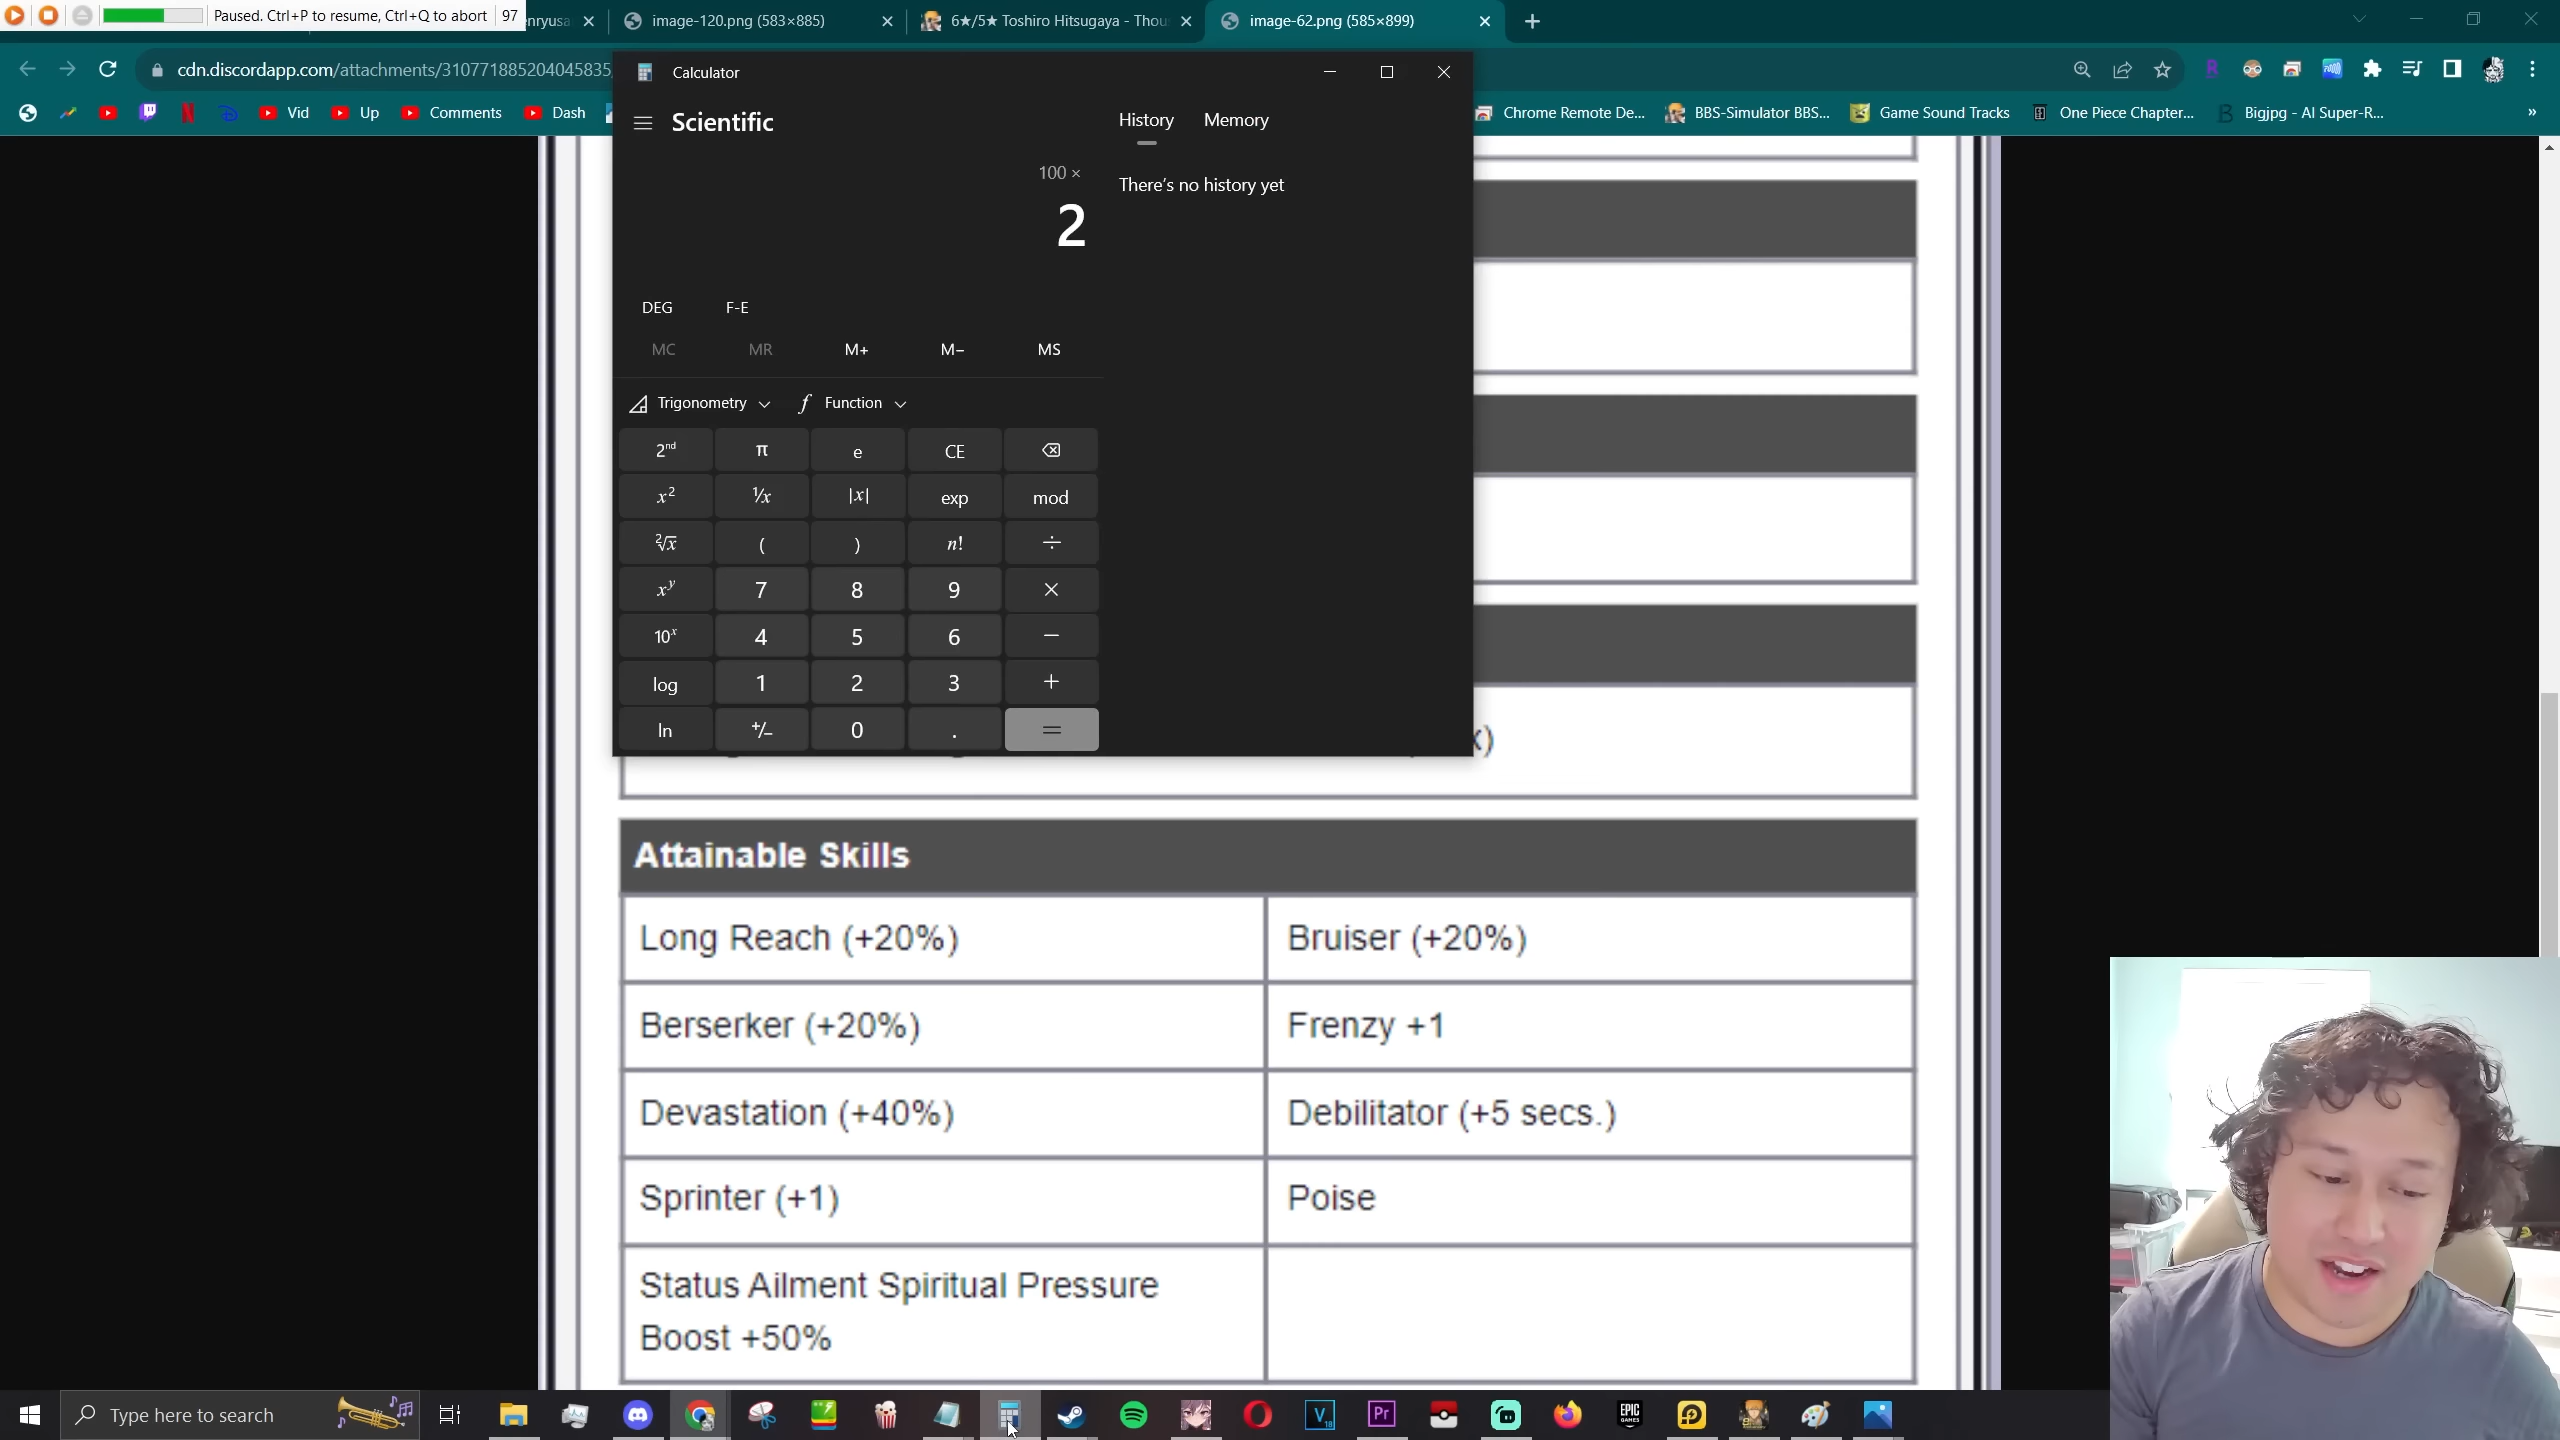 Paused. Ctrl+P to resume, Ctrl+Q to abort 97
enryusa
image-120.png (583×885)
6★/5★ Toshiro Hitsugaya - Thou
image-62.png (585×899)
cdn.discordapp.com/attachments/310771885204045835
Vid
Up
Comments
Dash
Chrome Remote De...
BBS-Simulator BBS...
Game Sound Tracks
One Piece Chapter...
Bigjpg - AI Super-R...
»
Calculator
Scientific
History Memory
There's no history yet
100 ×
2
DEG F-E
MC MR M+ M− MS
Trigonometry Function
2nd π e CE
x² ¹/x |x| exp mod
²√x ( ) n! ÷
xʸ 7 8 9 ×
10ˣ 4 5 6 −
log 1 2 3 +
ln +/− 0 . =
x)
Attainable Skills
Long Reach (+20%) Bruiser (+20%)
Berserker (+20%) Frenzy +1
Devastation (+40%) Debilitator (+5 secs.)
Sprinter (+1) Poise
Status Ailment Spiritual Pressure
Boost +50%
Type here to search